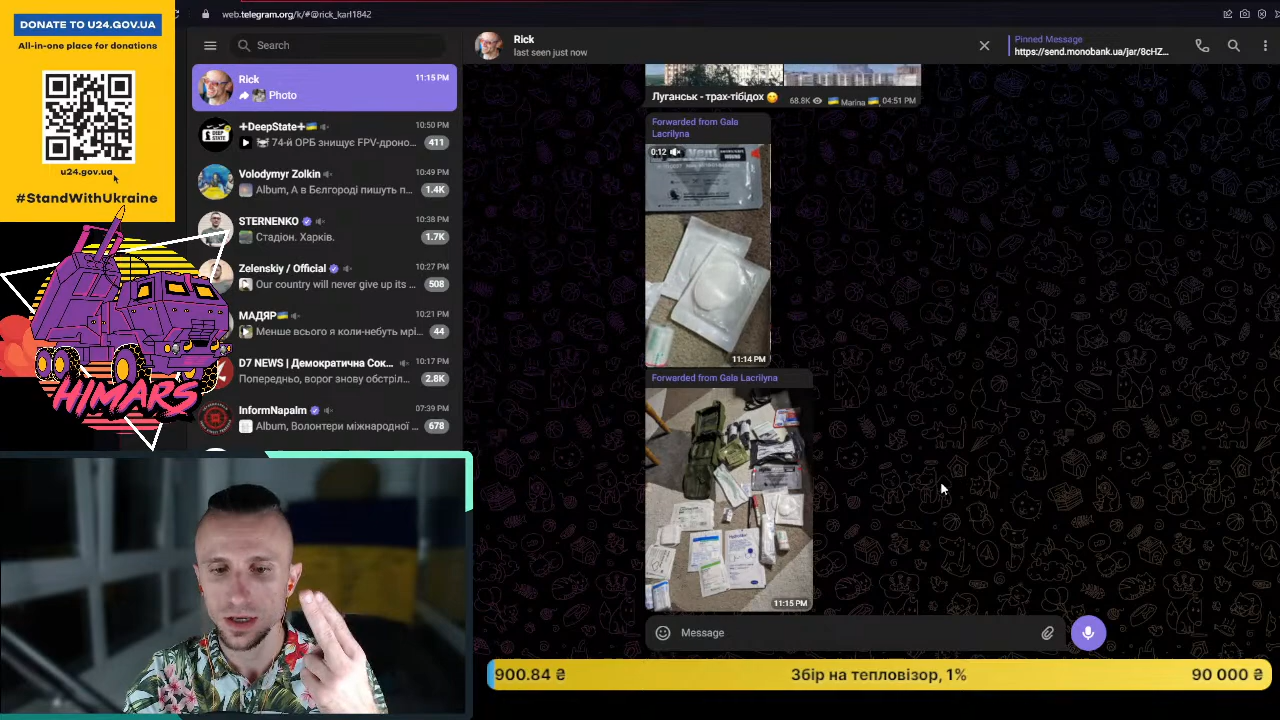 DONATE TO U24.GOV.UA
All-in-one place for donations
u24.gov.ua
#StandWithUkraine
HIMARS
web.telegram.org/k/#@rick_karl1842
Search
Rick
11:15 PM
Photo
+DeepState+
10:50 PM
74-й ОРБ знищує FPV-дроно...
411
Volodymyr Zolkin
10:49 PM
Album, А в Бєлгороді пишуть п...
1.4K
STERNENKO
10:38 PM
Стадіон. Харків.
1.7K
Zelenskiy / Official
10:27 PM
Our country will never give up its ...
508
МАДЯР
10:21 PM
Менше всього я коли-небуть мрі...
44
D7 NEWS | Демократична Сок...
10:17 PM
Попередньо, ворог знову обстріл...
2.8K
InformNapalm
07:39 PM
Album, Волонтери міжнародної ...
678
Rick
last seen just now
Pinned Message
https://send.monobank.ua/jar/8cHZ...
Луганськ - трах-тібідох
68.8K
Marina
04:51 PM
Forwarded from Gala
Lacrilyna
0:12
11:14 PM
Forwarded from Gala Lacrilyna
11:15 PM
Message
900.84 ₴
Збір на тепловізор, 1%
90 000 ₴